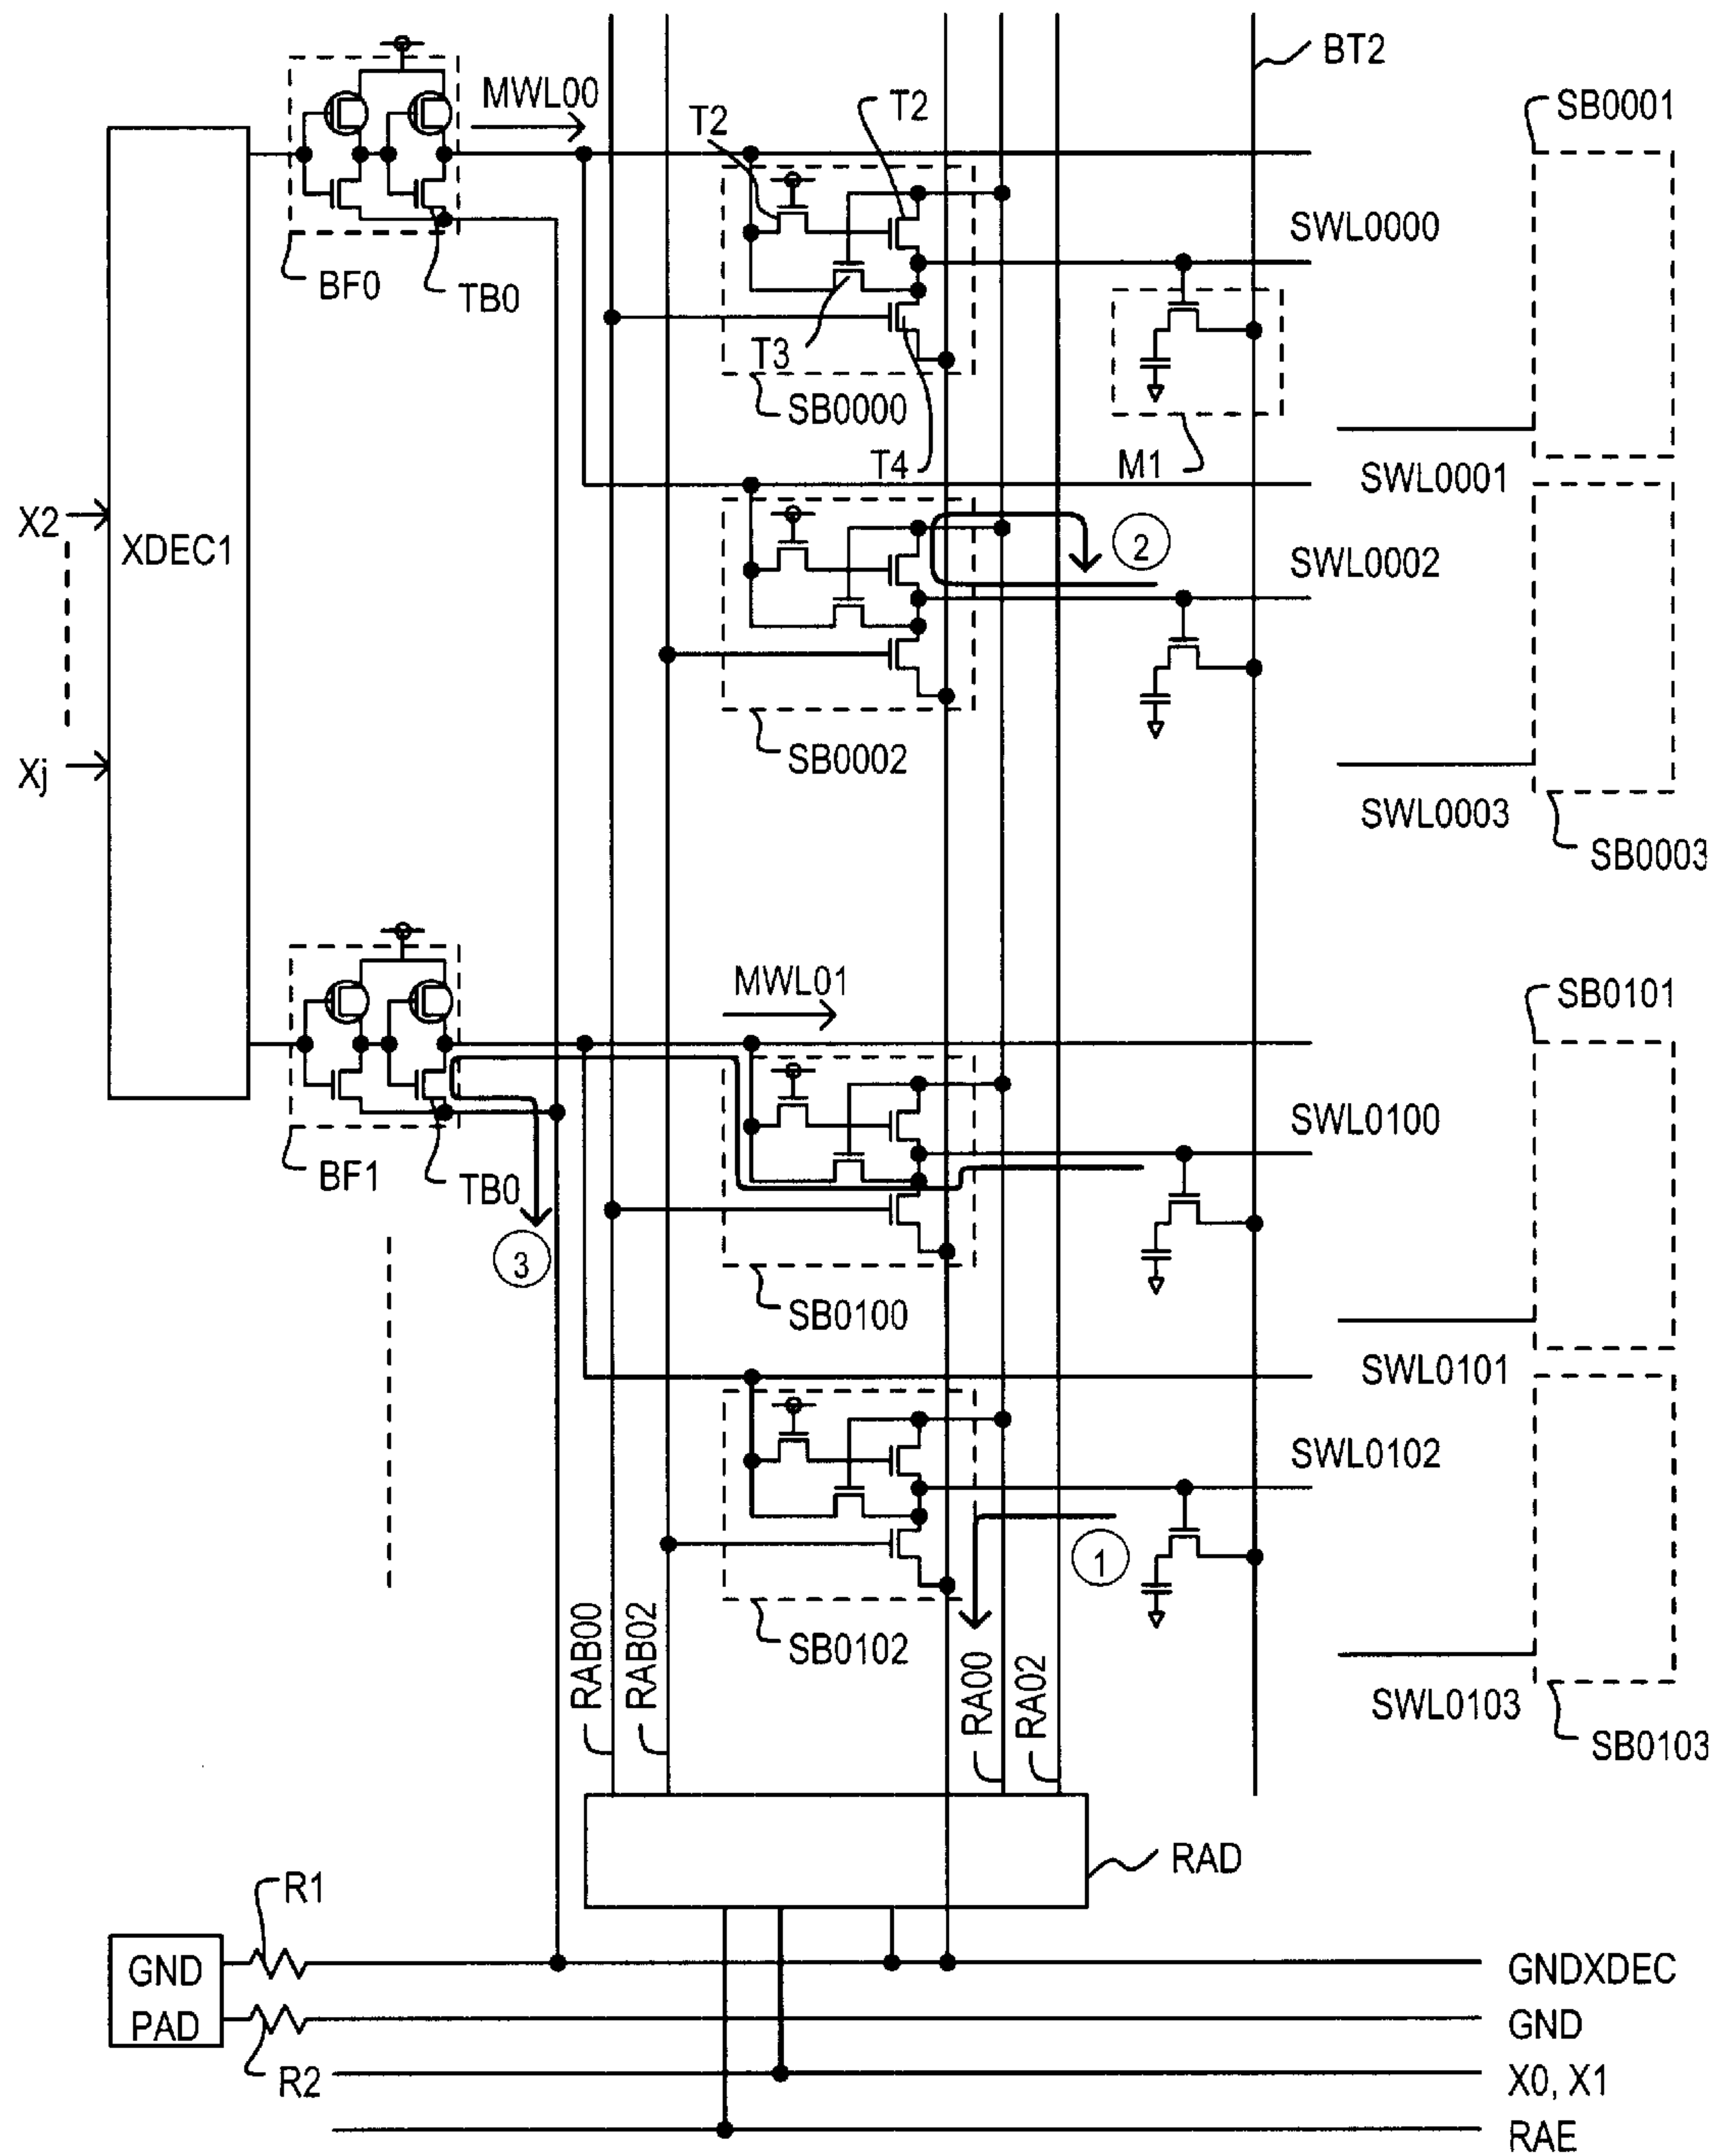 BT2
MWL00
T2
T2
SB0001
SWL0000
BF0
TB0
T3
SB0000
T4
M1
SWL0001
X2
XDEC1
2
SWL0002
Xj
SB0002
SWL0003
SB0003
MWL01
SB0101
SWL0100
BF1
TB0
3
SB0100
SWL0101
SWL0102
1
SB0102
RAB00
RAB02
RA00
RA02
SWL0103
SB0103
RAD
R1
GND
PAD
GNDXDEC
GND
R2
X0, X1
RAE